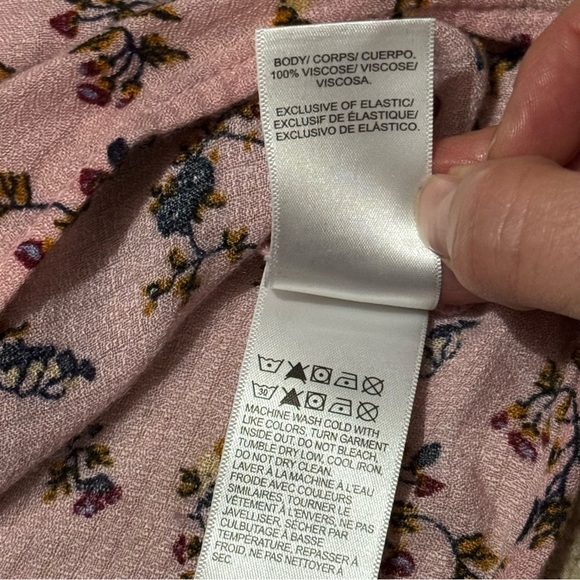 BODY/ CORPS/ CUERPO.
100% VISCOSE/ VISCOSE/
VISCOSA.
EXCLUSIVE OF ELASTIC/
EXCLUSIF DE ÉLASTIQUE/
EXCLUSIVO DE ELÁSTICO.
30
MACHINE WASH COLD WITH
LIKE COLORS, TURN GARMENT
INSIDE OUT, DO NOT BLEACH,
TUMBLE DRY LOW, COOL IRON,
DO NOT DRY CLEAN.
LAVER À LA MACHINE À L'EAU
FROIDE AVEC COULEURS
SIMILAIRES, TOURNER LE
VÊTEMENT À L'ENVERS, NE PAS
JAVELLISER, SÉCHER PAR
CULBUTAGE À BASSE
TEMPÉRATURE, REPASSER À
FROID, NE PAS NETTOYER À
SEC.